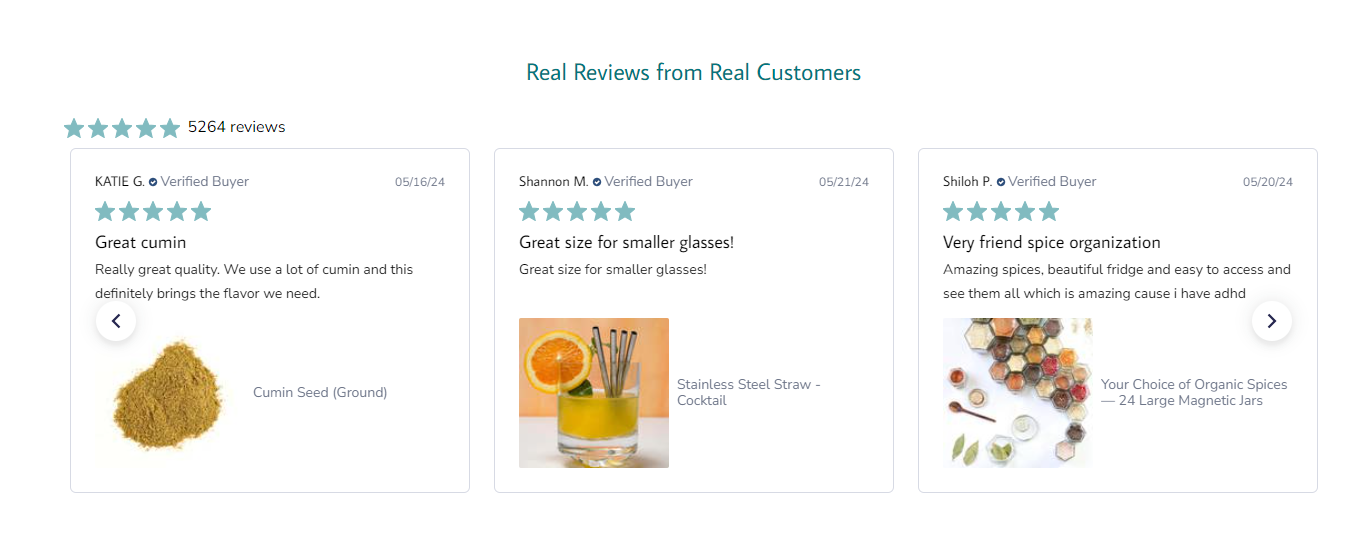 Real Reviews from Real Customers
5264 reviews
KATIE G. Verified Buyer 05/16/24
Great cumin
Really great quality. We use a lot of cumin and this
definitely brings the flavor we need.
Cumin Seed (Ground)
Shannon M. Verified Buyer 05/21/24
Great size for smaller glasses!
Great size for smaller glasses!
Stainless Steel Straw -
Cocktail
Shiloh P. Verified Buyer 05/20/24
Very friend spice organization
Amazing spices, beautiful fridge and easy to access and
see them all which is amazing cause i have adhd
Your Choice of Organic Spices
— 24 Large Magnetic Jars